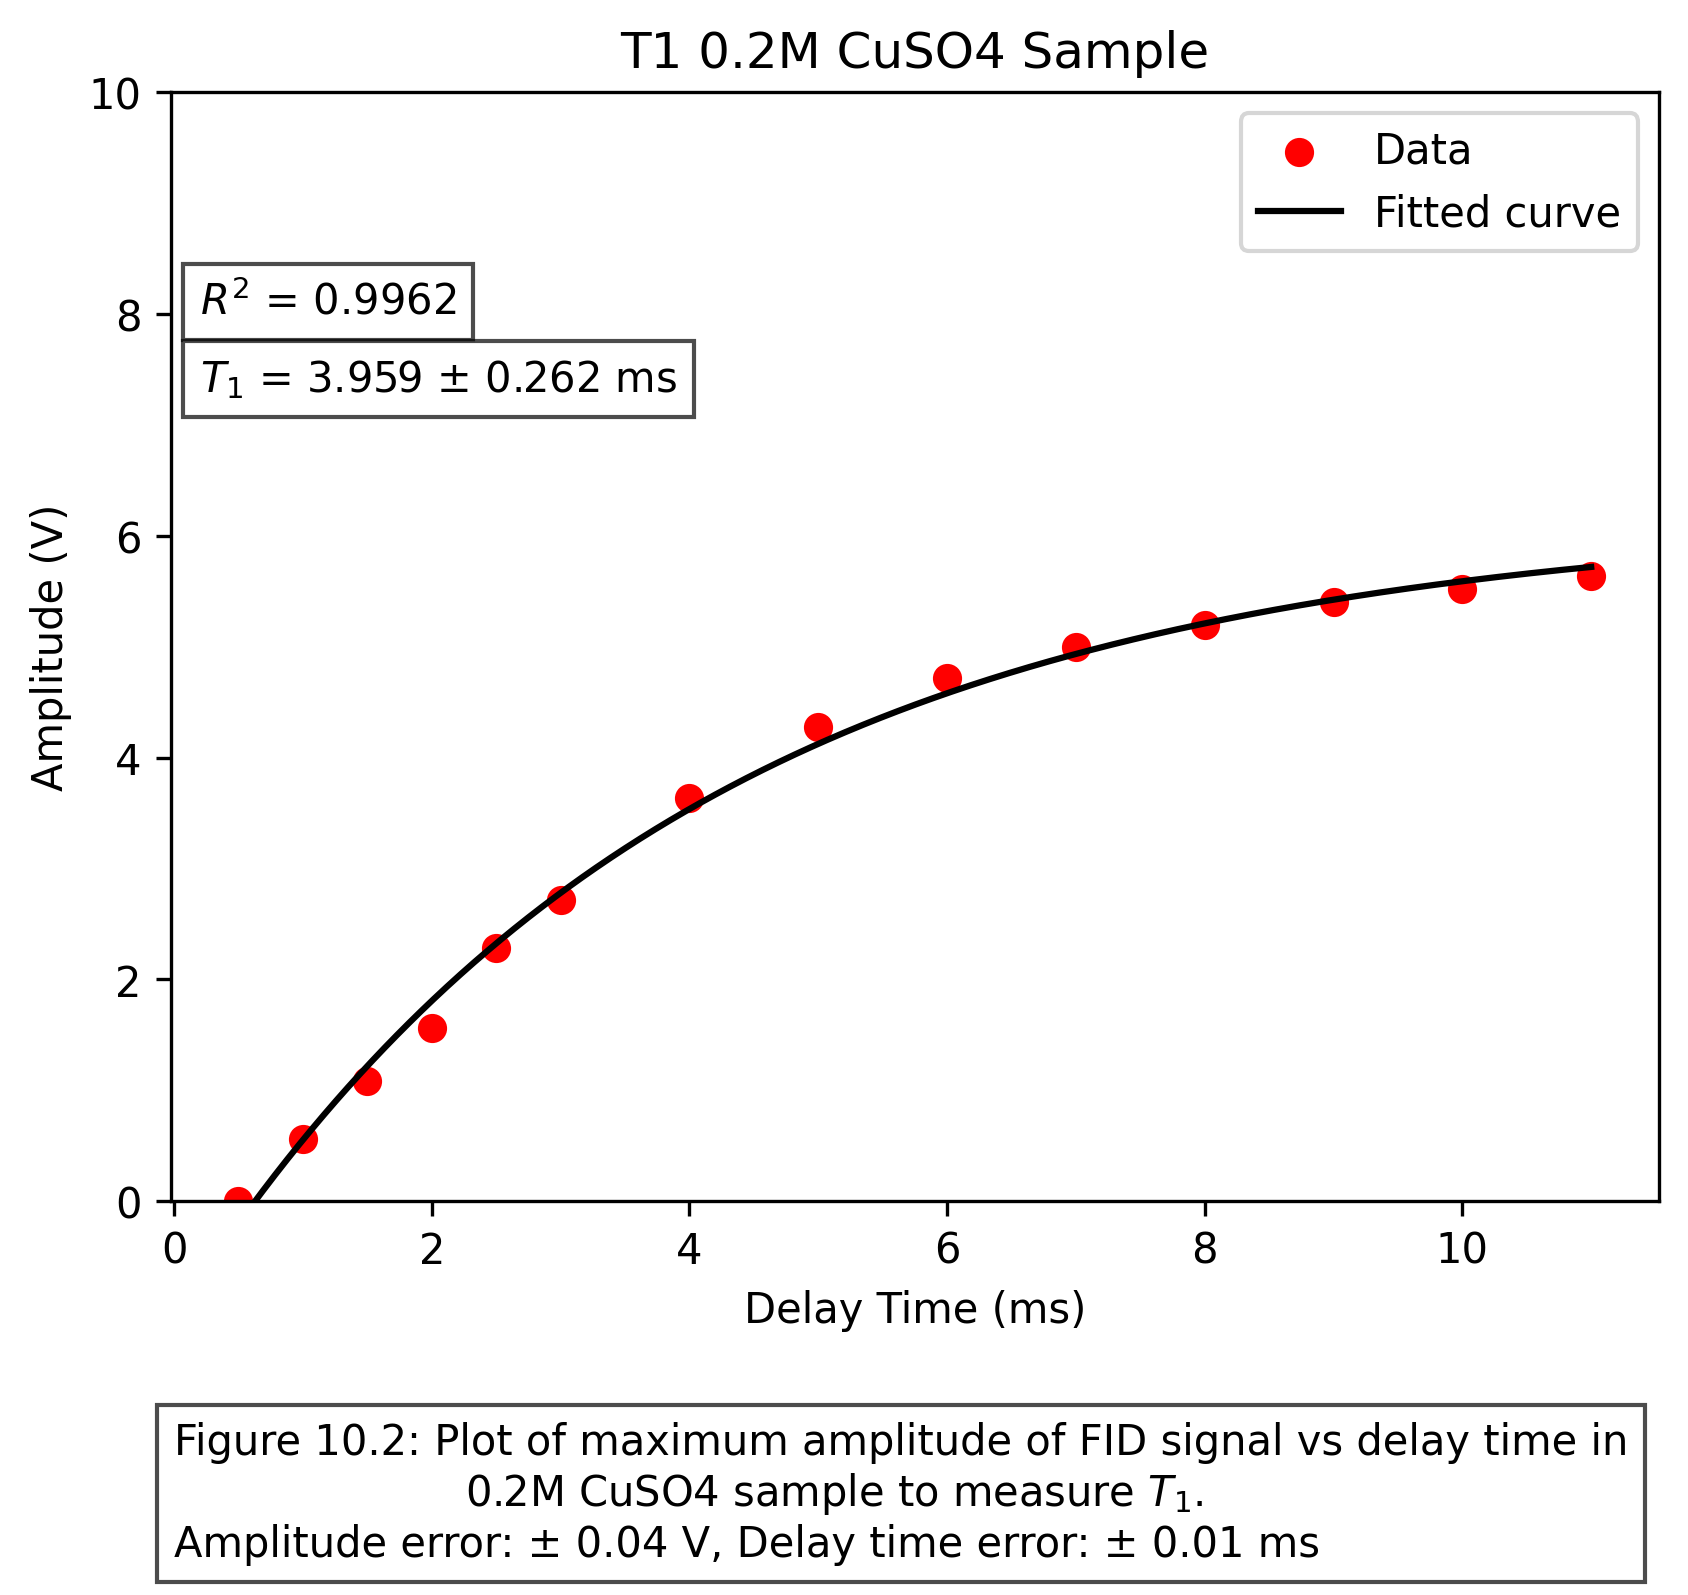 T1 0.2M CuSO4 Sample
10
8
6
4
2
0
Amplitude (V)
Data
Fitted curve
R² = 0.9962
T₁ = 3.959 ± 0.262 ms
0 2 4 6 8 10
Delay Time (ms)
Figure 10.2: Plot of maximum amplitude of FID signal vs delay time in
0.2M CuSO4 sample to measure T₁.
Amplitude error: ± 0.04 V, Delay time error: ± 0.01 ms